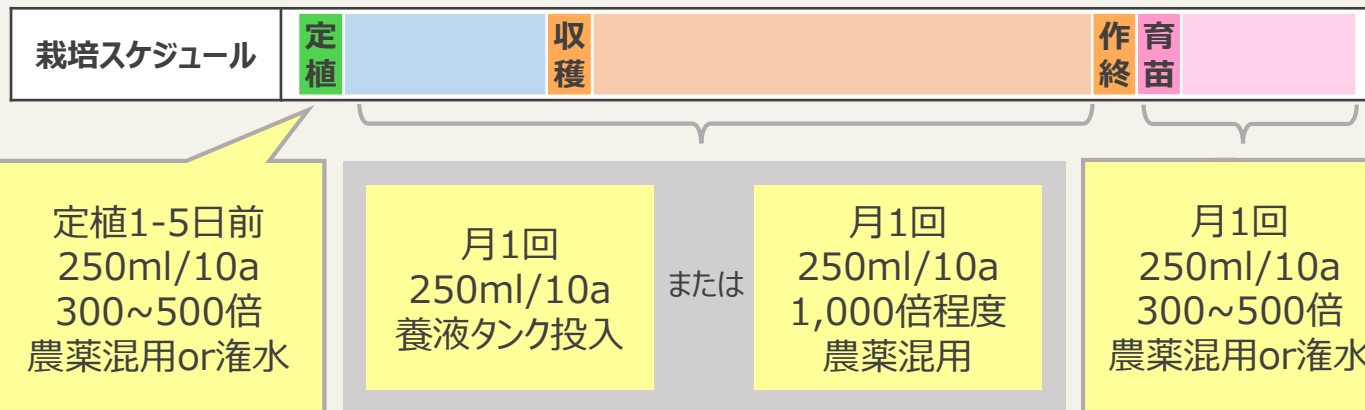 栽培スケジュール
定植
収穫
作終
育苗
定植1-5日前
250ml/10a
300~500倍
農薬混用or潅水
月1回
250ml/10a
養液タンク投入
または
月1回
250ml/10a
1,000倍程度
農薬混用
月1回
250ml/10a
300~500倍
農薬混用or潅水